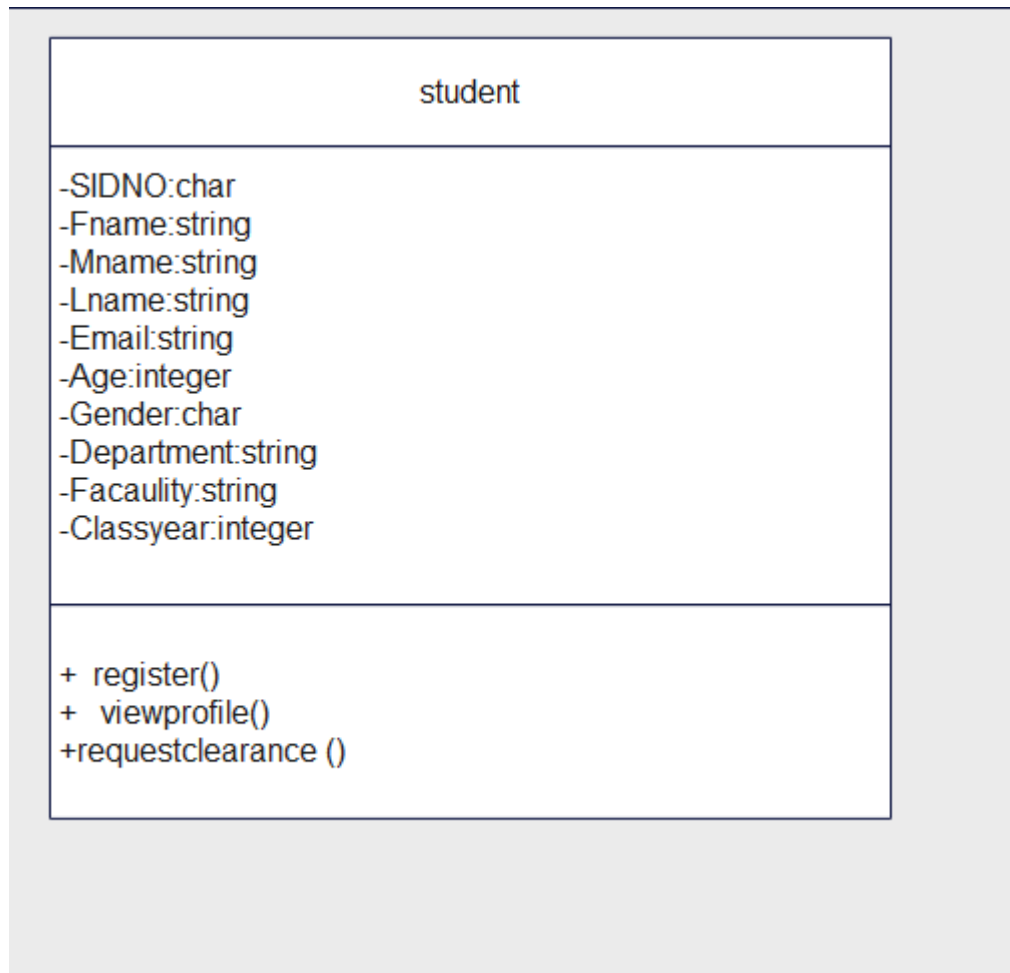 student
-SIDNO:char
-Fname:string
-Mname:string
-Lname:string
-Email:string
-Age:integer
-Gender:char
-Department:string
-Facaulity:string
-Classyear:integer
+ register()
+ viewprofile()
+requestclearance ()